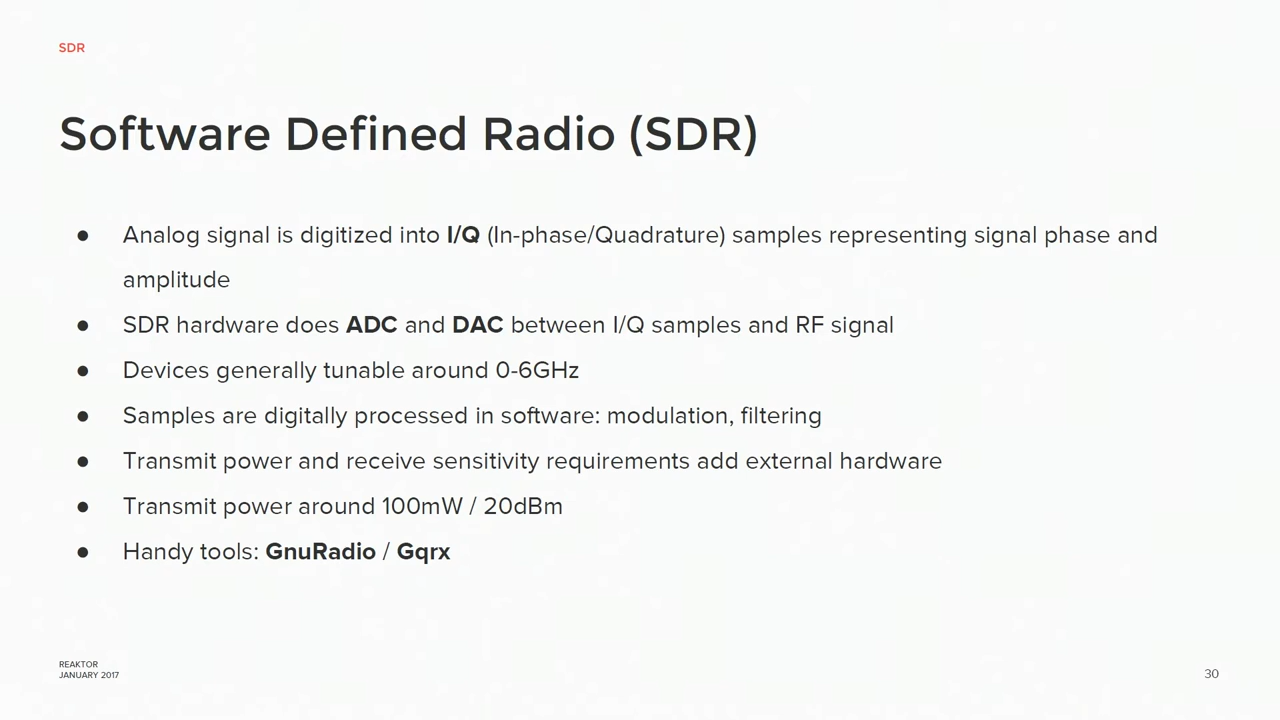 SDR
Software Defined Radio (SDR)
● Analog signal is digitized into I/Q (In-phase/Quadrature) samples representing signal phase and
amplitude
● SDR hardware does ADC and DAC between I/Q samples and RF signal
● Devices generally tunable around 0-6GHz
● Samples are digitally processed in software: modulation, filtering
● Transmit power and receive sensitivity requirements add external hardware
● Transmit power around 100mW / 20dBm
● Handy tools: GnuRadio / Gqrx
REAKTOR
JANUARY 2017
30